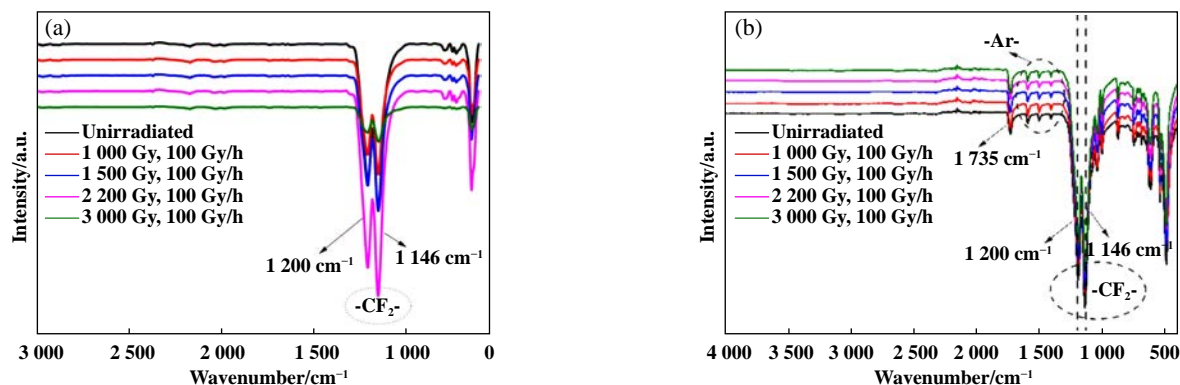 (a)
Intensity/a.u.
Unirradiated
1 000 Gy, 100 Gy/h
1 500 Gy, 100 Gy/h
2 200 Gy, 100 Gy/h
3 000 Gy, 100 Gy/h
1 200 cm⁻¹
1 146 cm⁻¹
-CF₂-
3 000 2 500 2 000 1 500 1 000 0
Wavenumber/cm⁻¹
(b)
Intensity/a.u.
-Ar-
Unirradiated
1 000 Gy, 100 Gy/h
1 500 Gy, 100 Gy/h
2 200 Gy, 100 Gy/h
3 000 Gy, 100 Gy/h
1 735 cm⁻¹
1 200 cm⁻¹
1 146 cm⁻¹
-CF₂-
4 000 3 500 3 000 2 500 2 000 1 500 1 000 500
Wavenumber/cm⁻¹